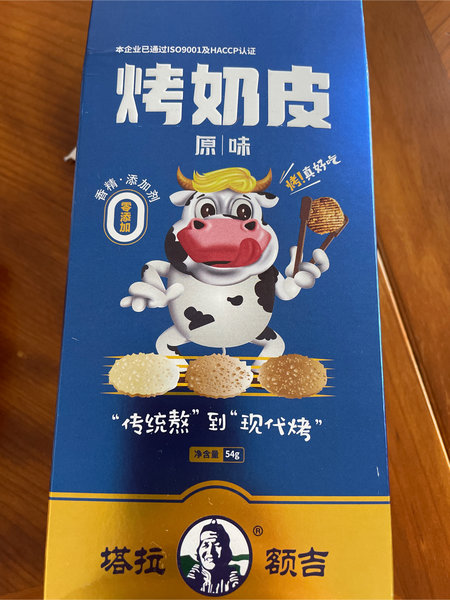 本企业已通过ISO9001及HACCP认证
烤奶皮
原|味
香精·添加剂
0
零添加
烤!真好吃
“传统熬”到“现代烤”
净含量 54g
塔拉 ® 额吉